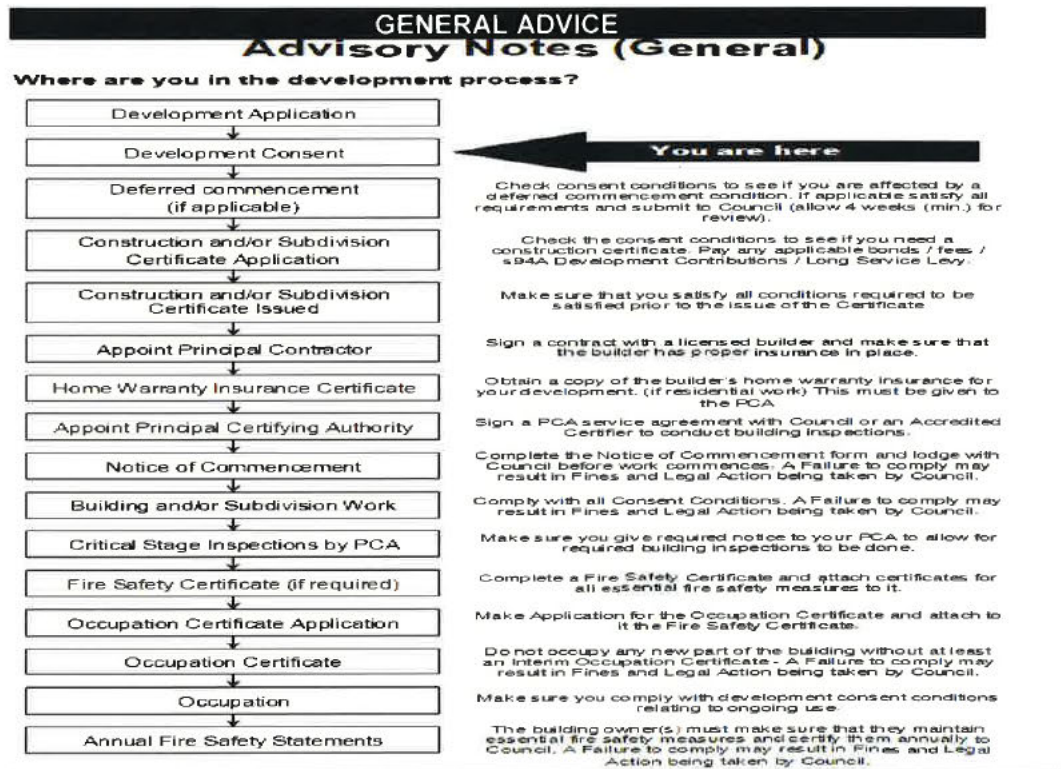 GENERAL ADVICE
Advisory Notes (General)
Where are you in the development process?
Development Application
Development Consent
You are here
Deferred commencement
(if applicable)
Check consent conditions to see if you are affected by a
deferred commencement condition. If applicable satisfy all
requirements and submit to Council (allow 4 weeks (min.) for
review).
Construction and/or Subdivision
Certificate Application
Check the consent conditions to see if you need a
construction certificate. Pay any applicable bonds / fees /
s94A Development Contributions / Long Service Levy.
Construction and/or Subdivision
Certificate Issued
Make sure that you satisfy all conditions required to be
satisfied prior to the issue of the Certificate
Appoint Principal Contractor
Sign a contract with a licensed builder and make sure that
the builder has proper insurance in place.
Home Warranty Insurance Certificate
Obtain a copy of the builder's home warranty insurance for
your development. (if residential work) This must be given to
the PCA
Appoint Principal Certifying Authority
Sign a PCA service agreement with Council or an Accredited
Certifier to conduct building inspections.
Notice of Commencement
Complete the Notice of Commencement form and lodge with
Council before work commences. A Failure to comply may
result in Fines and Legal Action being taken by Council.
Building and/or Subdivision Work
Comply with all Consent Conditions. A Failure to comply may
result in Fines and Legal Action being taken by Council.
Critical Stage Inspections by PCA
Make sure you give required notice to your PCA to allow for
required building inspections to be done.
Fire Safety Certificate (if required)
Complete a Fire Safety Certificate and attach certificates for
all essential fire safety measures to it.
Occupation Certificate Application
Make Application for the Occupation Certificate and attach to
it the Fire Safety Certificate.
Occupation Certificate
Do not occupy any new part of the building without at least
an Interim Occupation Certificate - A Failure to comply may
result in Fines and Legal Action being taken by Council.
Occupation
Make sure you comply with development consent conditions
relating to ongoing use.
Annual Fire Safety Statements
The building owner(s) must make sure that they maintain
essential fire safety measures and certify them annually to
Council. A Failure to comply may result in Fines and Legal
Action being taken by Council.